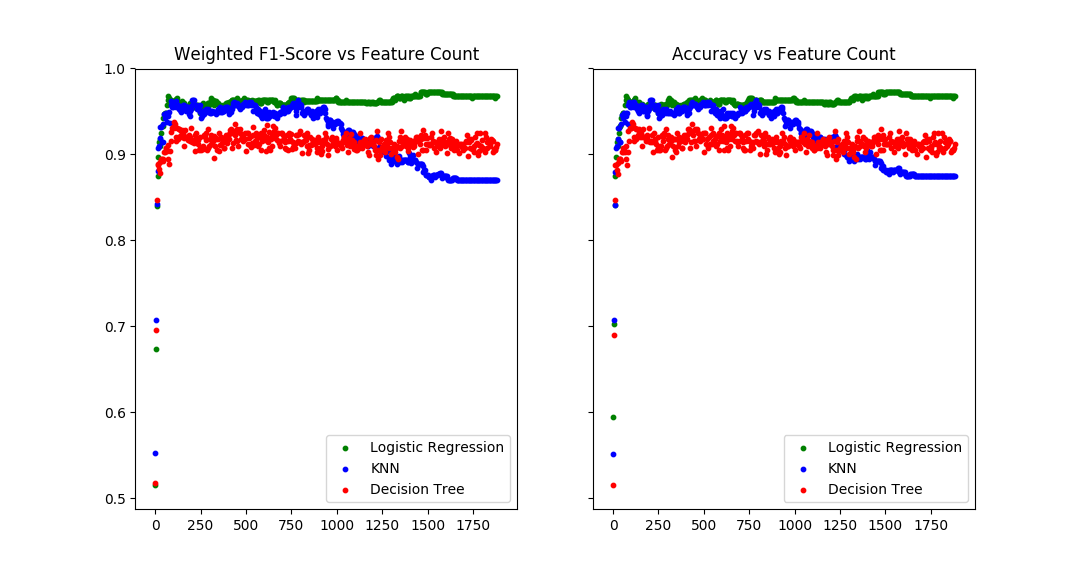 Weighted F1-Score vs Feature Count
1.0
0.9
0.8
0.7
0.6
0.5
0 250 500 750 1000 1250 1500 1750
Logistic Regression
KNN
Decision Tree
Accuracy vs Feature Count
0 250 500 750 1000 1250 1500 1750
Logistic Regression
KNN
Decision Tree